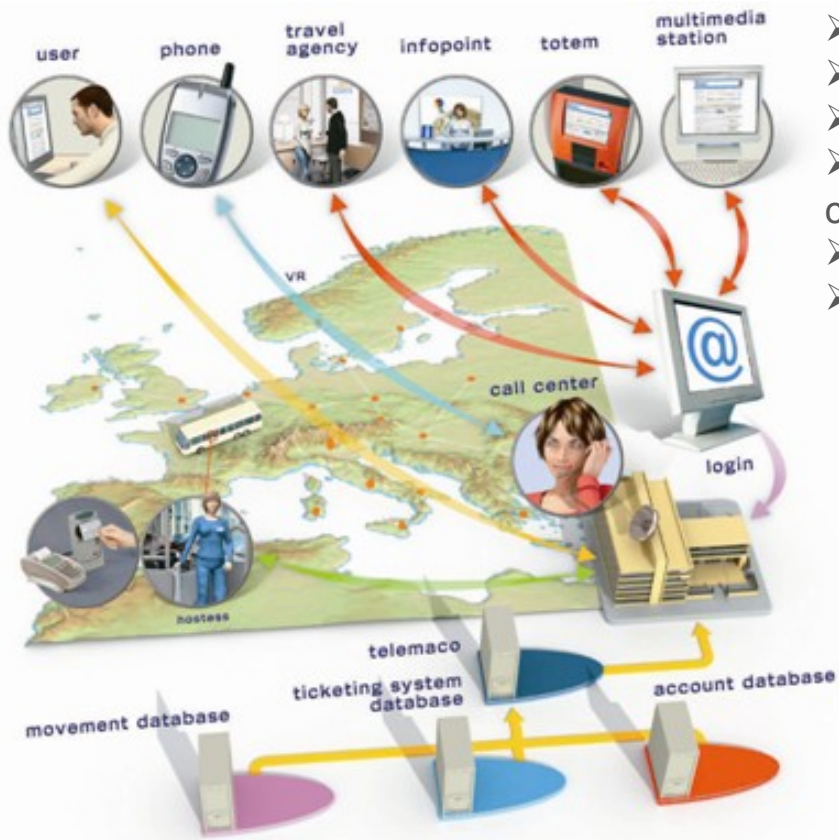 user
phone
travel
agency
infopoint
totem
multimedia
station
➤
➤
➤
➤
➤
➤
VR
call center
@
login
hostess
telemaco
ticketing system
database
account database
movement database